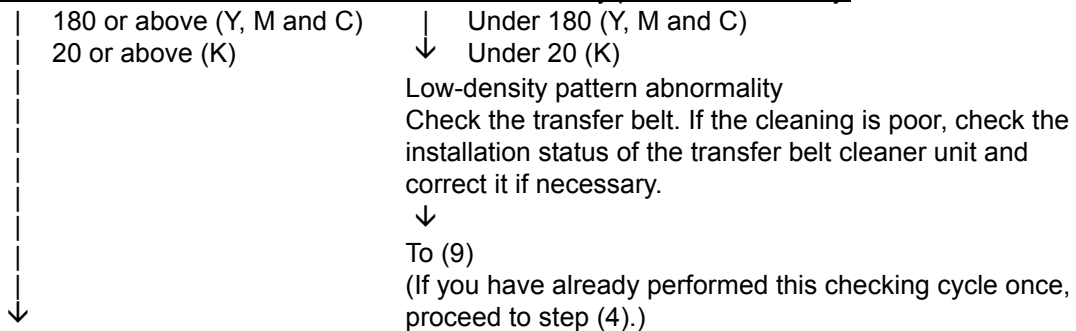 180 or above (Y, M and C)
20 or above (K)
Under 180 (Y, M and C)
Under 20 (K)
Low-density pattern abnormality
Check the transfer belt. If the cleaning is poor, check the
installation status of the transfer belt cleaner unit and
correct it if necessary.
To (9)
(If you have already performed this checking cycle once,
proceed to step (4).)